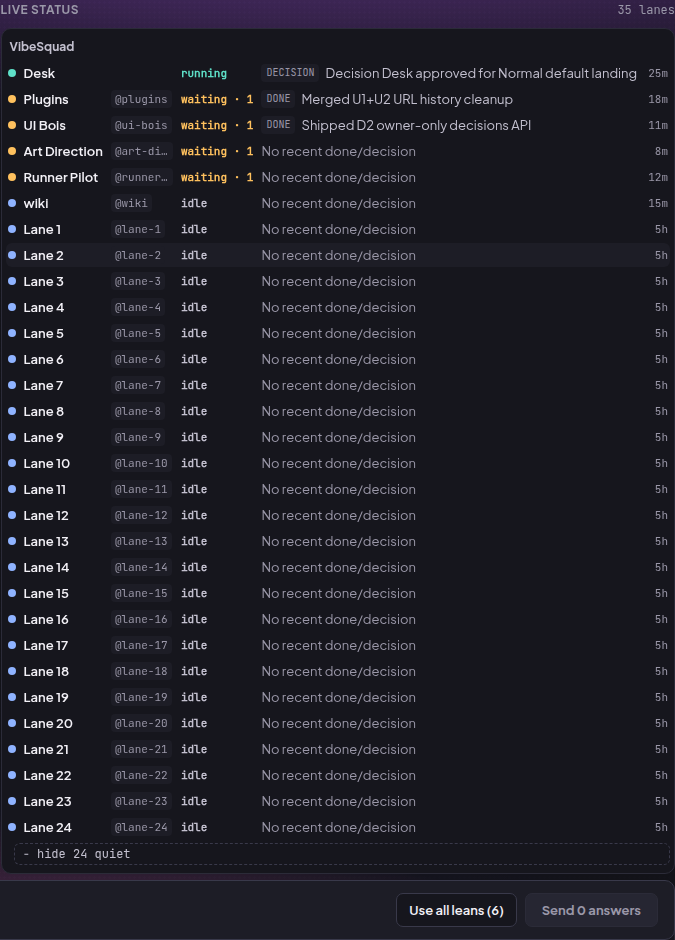 LIVE STATUS 35 lanes
VibeSquad
Desk running DECISION Decision Desk approved for Normal default landing 25m
Plugins @plugins waiting · 1 DONE Merged U1+U2 URL history cleanup 18m
UI Bois @ui-bois waiting · 1 DONE Shipped D2 owner-only decisions API 11m
Art Direction @art-di… waiting · 1 No recent done/decision 8m
Runner Pilot @runner… waiting · 1 No recent done/decision 12m
wiki @wiki idle No recent done/decision 15m
Lane 1 @lane-1 idle No recent done/decision 5h
Lane 2 @lane-2 idle No recent done/decision 5h
Lane 3 @lane-3 idle No recent done/decision 5h
Lane 4 @lane-4 idle No recent done/decision 5h
Lane 5 @lane-5 idle No recent done/decision 5h
Lane 6 @lane-6 idle No recent done/decision 5h
Lane 7 @lane-7 idle No recent done/decision 5h
Lane 8 @lane-8 idle No recent done/decision 5h
Lane 9 @lane-9 idle No recent done/decision 5h
Lane 10 @lane-10 idle No recent done/decision 5h
Lane 11 @lane-11 idle No recent done/decision 5h
Lane 12 @lane-12 idle No recent done/decision 5h
Lane 13 @lane-13 idle No recent done/decision 5h
Lane 14 @lane-14 idle No recent done/decision 5h
Lane 15 @lane-15 idle No recent done/decision 5h
Lane 16 @lane-16 idle No recent done/decision 5h
Lane 17 @lane-17 idle No recent done/decision 5h
Lane 18 @lane-18 idle No recent done/decision 5h
Lane 19 @lane-19 idle No recent done/decision 5h
Lane 20 @lane-20 idle No recent done/decision 5h
Lane 21 @lane-21 idle No recent done/decision 5h
Lane 22 @lane-22 idle No recent done/decision 5h
Lane 23 @lane-23 idle No recent done/decision 5h
Lane 24 @lane-24 idle No recent done/decision 5h
- hide 24 quiet
Use all leans (6) Send 0 answers